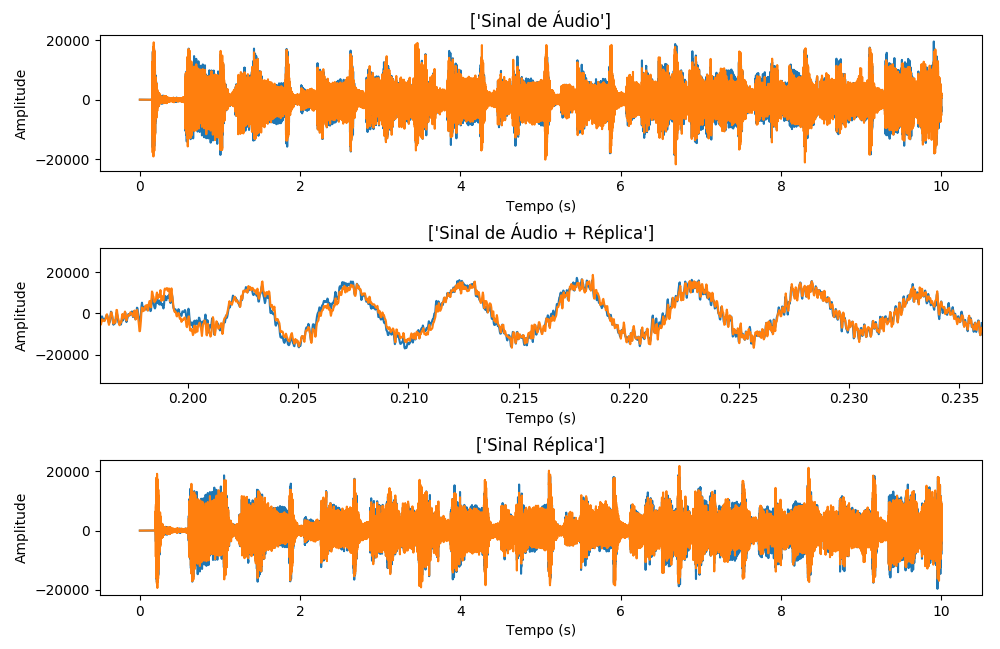 ['Sinal de Áudio']
20000
0
−20000
Amplitude
0 2 4 6 8 10
Tempo (s)
['Sinal de Áudio + Réplica']
20000
0
−20000
Amplitude
0.200 0.205 0.210 0.215 0.220 0.225 0.230 0.235
Tempo (s)
['Sinal Réplica']
20000
0
−20000
Amplitude
0 2 4 6 8 10
Tempo (s)